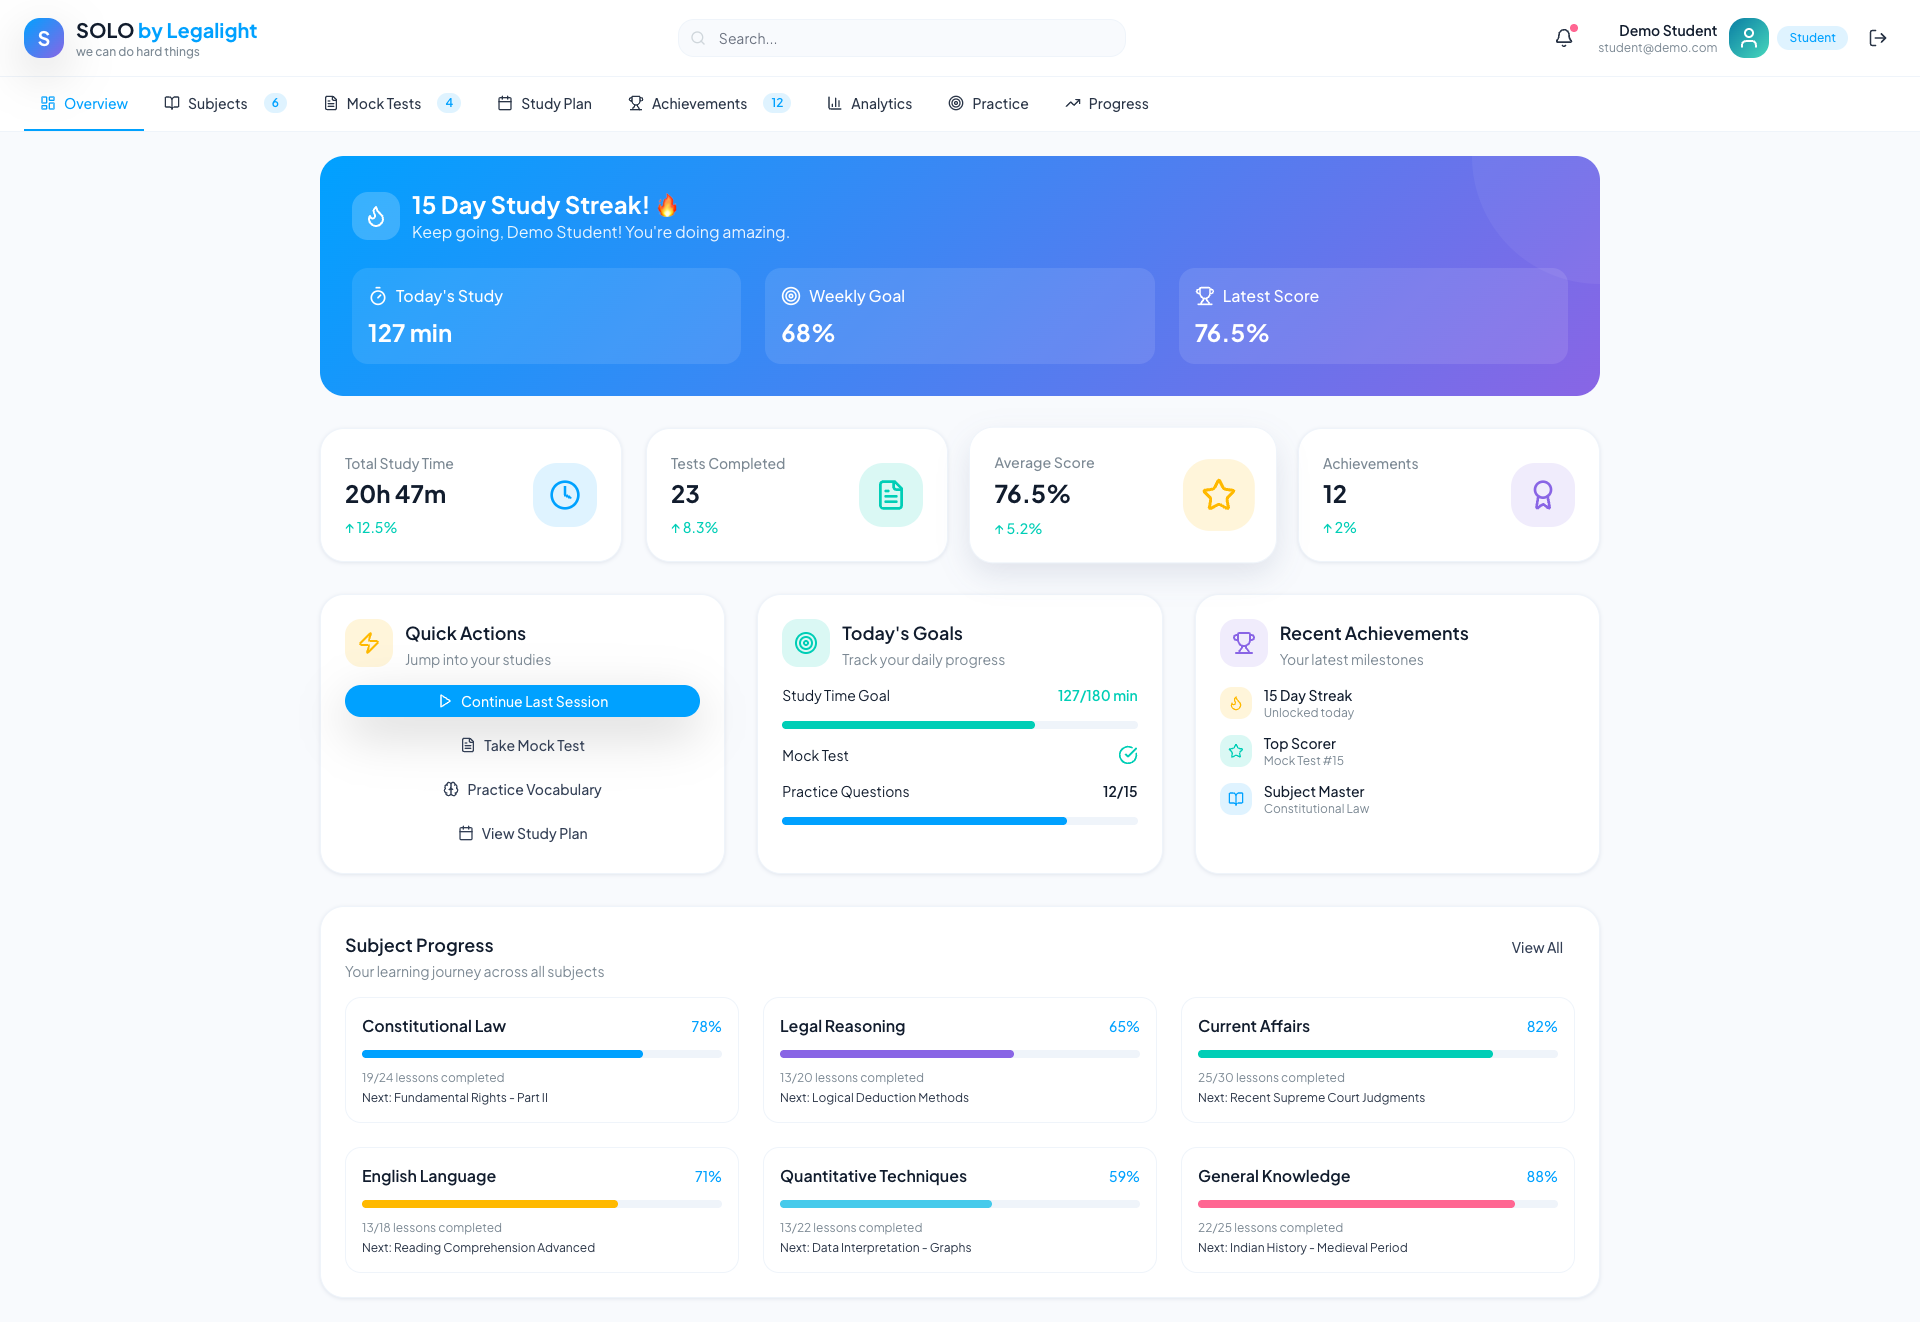 S
SOLO by Legalight
we can do hard things
Search...
Demo Student
student@demo.com
Student
Overview
Subjects 6
Mock Tests 4
Study Plan
Achievements 12
Analytics
Practice
Progress
15 Day Study Streak! 🔥
Keep going, Demo Student! You're doing amazing.
Today's Study
127 min
Weekly Goal
68%
Latest Score
76.5%
Total Study Time
20h 47m
↑ 12.5%
Tests Completed
23
↑ 8.3%
Average Score
76.5%
↑ 5.2%
Achievements
12
↑ 2%
Quick Actions
Jump into your studies
Continue Last Session
Take Mock Test
Practice Vocabulary
View Study Plan
Today's Goals
Track your daily progress
Study Time Goal 127/180 min
Mock Test
Practice Questions 12/15
Recent Achievements
Your latest milestones
15 Day Streak
Unlocked today
Top Scorer
Mock Test #15
Subject Master
Constitutional Law
Subject Progress
Your learning journey across all subjects
View All
Constitutional Law 78%
19/24 lessons completed
Next: Fundamental Rights - Part II
Legal Reasoning 65%
13/20 lessons completed
Next: Logical Deduction Methods
Current Affairs 82%
25/30 lessons completed
Next: Recent Supreme Court Judgments
English Language 71%
13/18 lessons completed
Next: Reading Comprehension Advanced
Quantitative Techniques 59%
13/22 lessons completed
Next: Data Interpretation - Graphs
General Knowledge 88%
22/25 lessons completed
Next: Indian History - Medieval Period